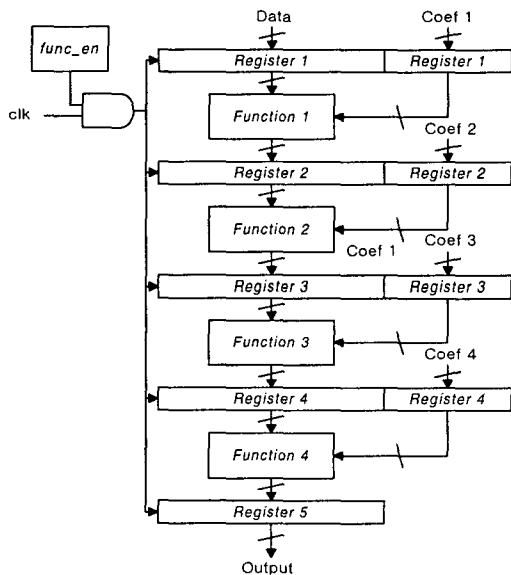 Data
Coef 1
func_en
Register 1
Register 1
clk
Function 1
Coef 2
Register 2
Register 2
Function 2
Coef 1
Coef 3
Register 3
Register 3
Function 3
Coef 4
Register 4
Register 4
Function 4
Register 5
Output